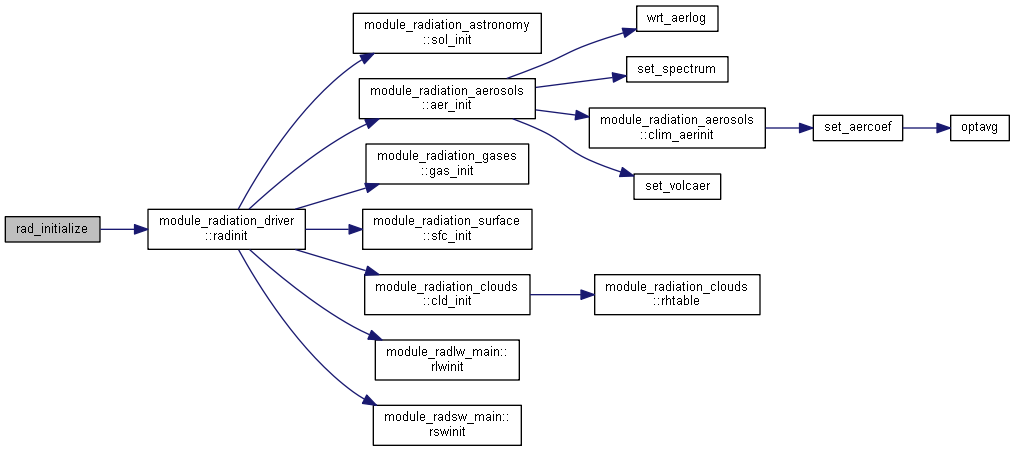 rad_initialize
module_radiation_driver
::radinit
module_radiation_astronomy
::sol_init
module_radiation_aerosols
::aer_init
module_radiation_gases
::gas_init
module_radiation_surface
::sfc_init
module_radiation_clouds
::cld_init
module_radlw_main::
rlwinit
module_radsw_main::
rswinit
wrt_aerlog
set_spectrum
module_radiation_aerosols
::clim_aerinit
set_volcaer
module_radiation_clouds
::rhtable
set_aercoef
optavg